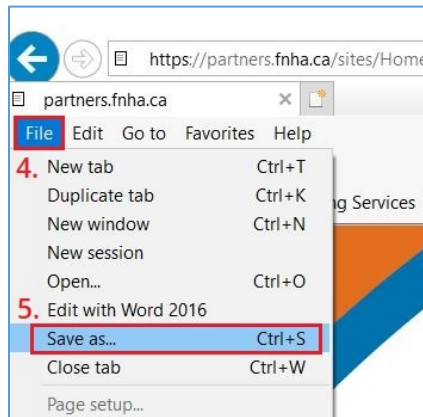 https://partners.fnha.ca/sites/Home
partners.fnha.ca
File Edit Go to Favorites Help
4. New tab Ctrl+T
Duplicate tab Ctrl+K
ng Services
New window Ctrl+N
New session
Open... Ctrl+O
5. Edit with Word 2016
Save as... Ctrl+S
Close tab Ctrl+W
Page setup...